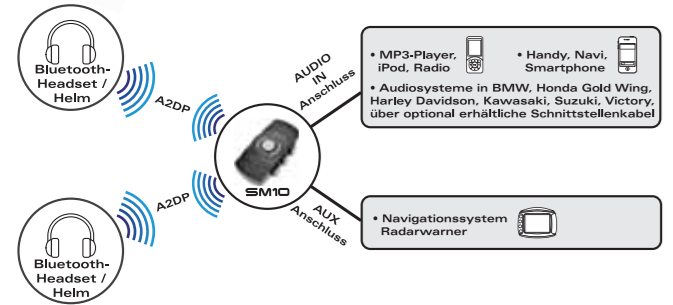 Bluetooth-
Headset /
Helm
A2DP
AUDIO
IN
Anschluss
• MP3-Player,
iPod, Radio
• Handy, Navi,
Smartphone
• Audiosysteme in BMW, Honda Gold Wing,
Harley Davidson, Kawasaki, Suzuki, Victory,
über optional erhältliche Schnittstellenkabel
SM10
A2DP
AUX
Anschluss
• Navigationssystem
Radarwarner
Bluetooth-
Headset /
Helm